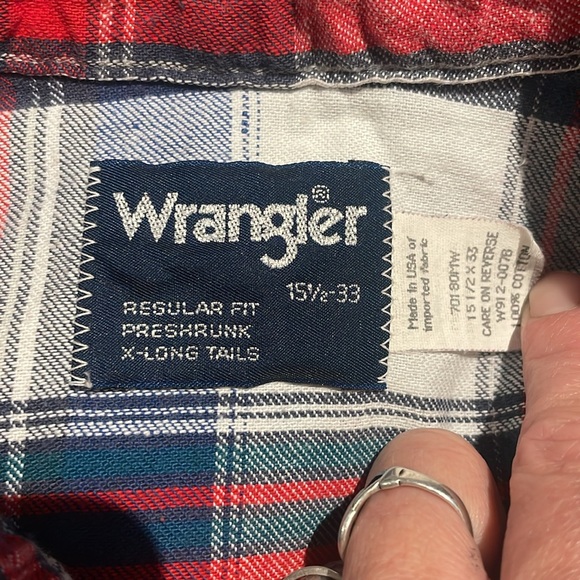 Wrangler®
15½-33
REGULAR FIT
PRESHRUNK
X-LONG TAILS
Made in USA of
imported fabric
70180MW
15 1/2 X 33
CARE ON REVERSE
W912-0078
100% COTTON